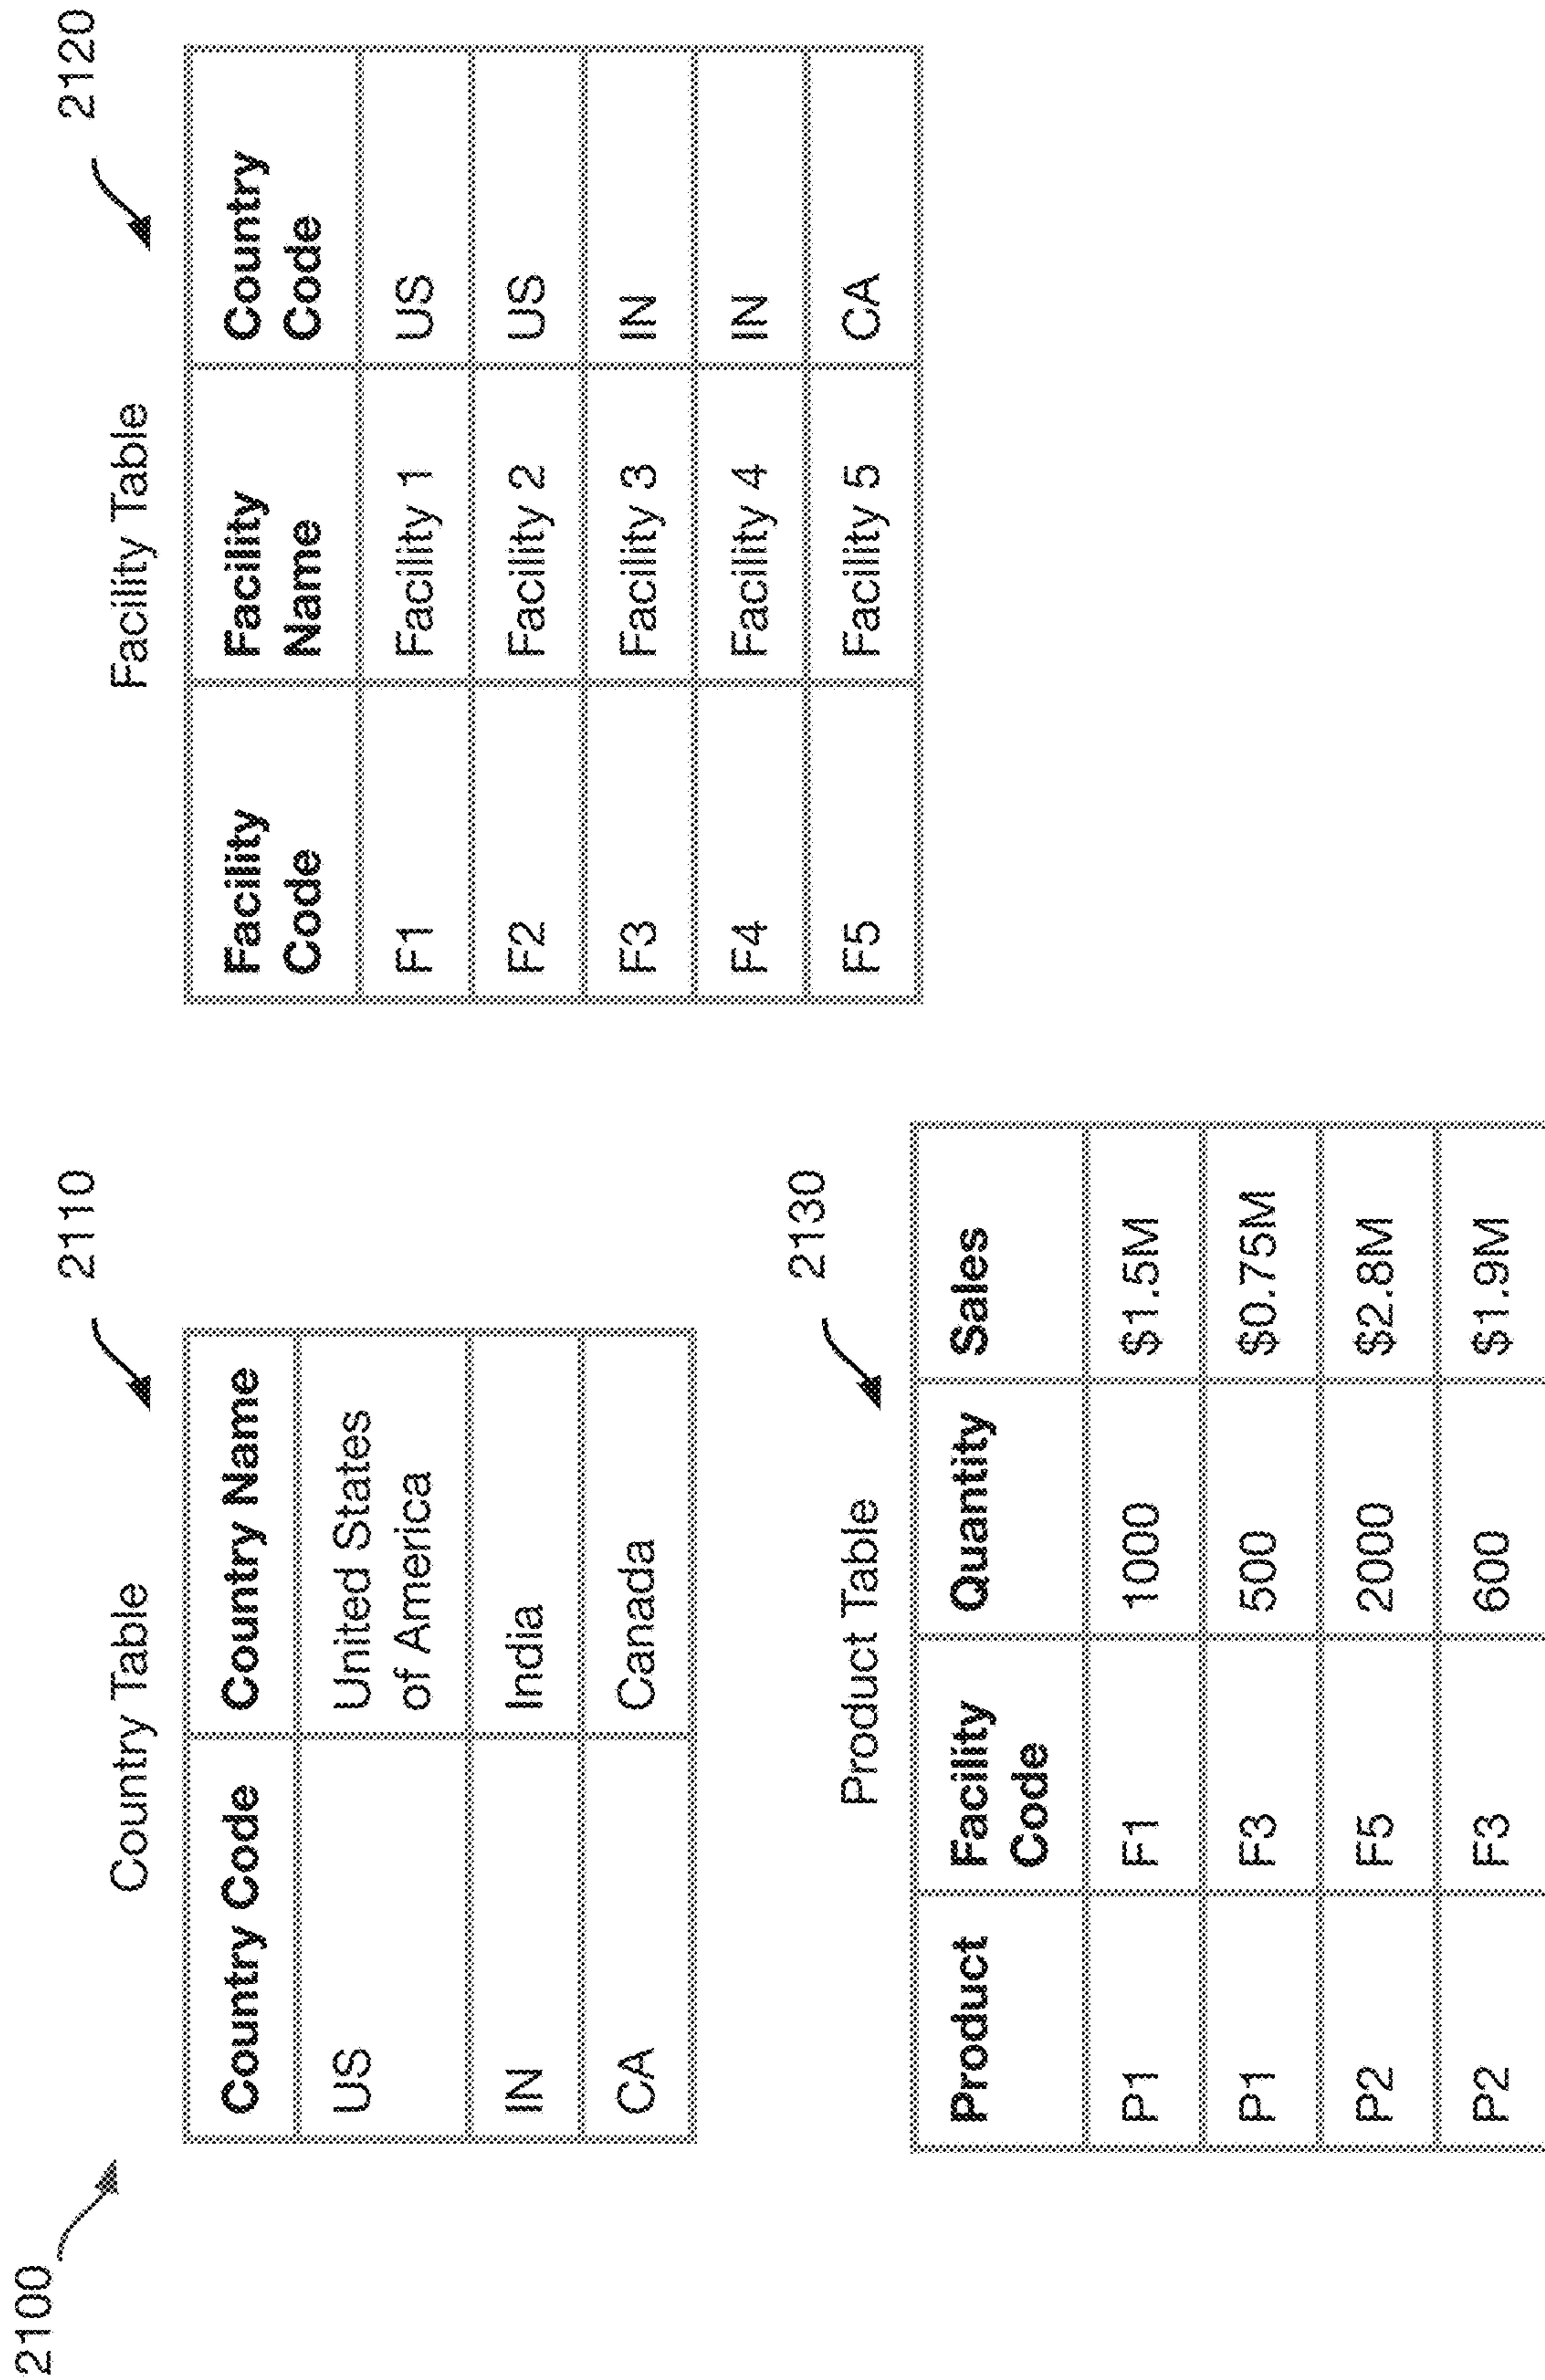 2100
Country Table
2110
Country Code Country Name
US United States
of America
IN India
CA Canada
Facility Table
2120
Facility
Code Facility
Name Country
Code
F1 Facility 1 US
F2 Facility 2 US
F3 Facility 3 IN
F4 Facility 4 IN
F5 Facility 5 CA
Product Table
2130
Product Facility
Code Quantity Sales
P1 F1 1000 $1.5M
P1 F3 500 $0.75M
P2 F5 2000 $2.8M
P2 F3 600 $1.9M